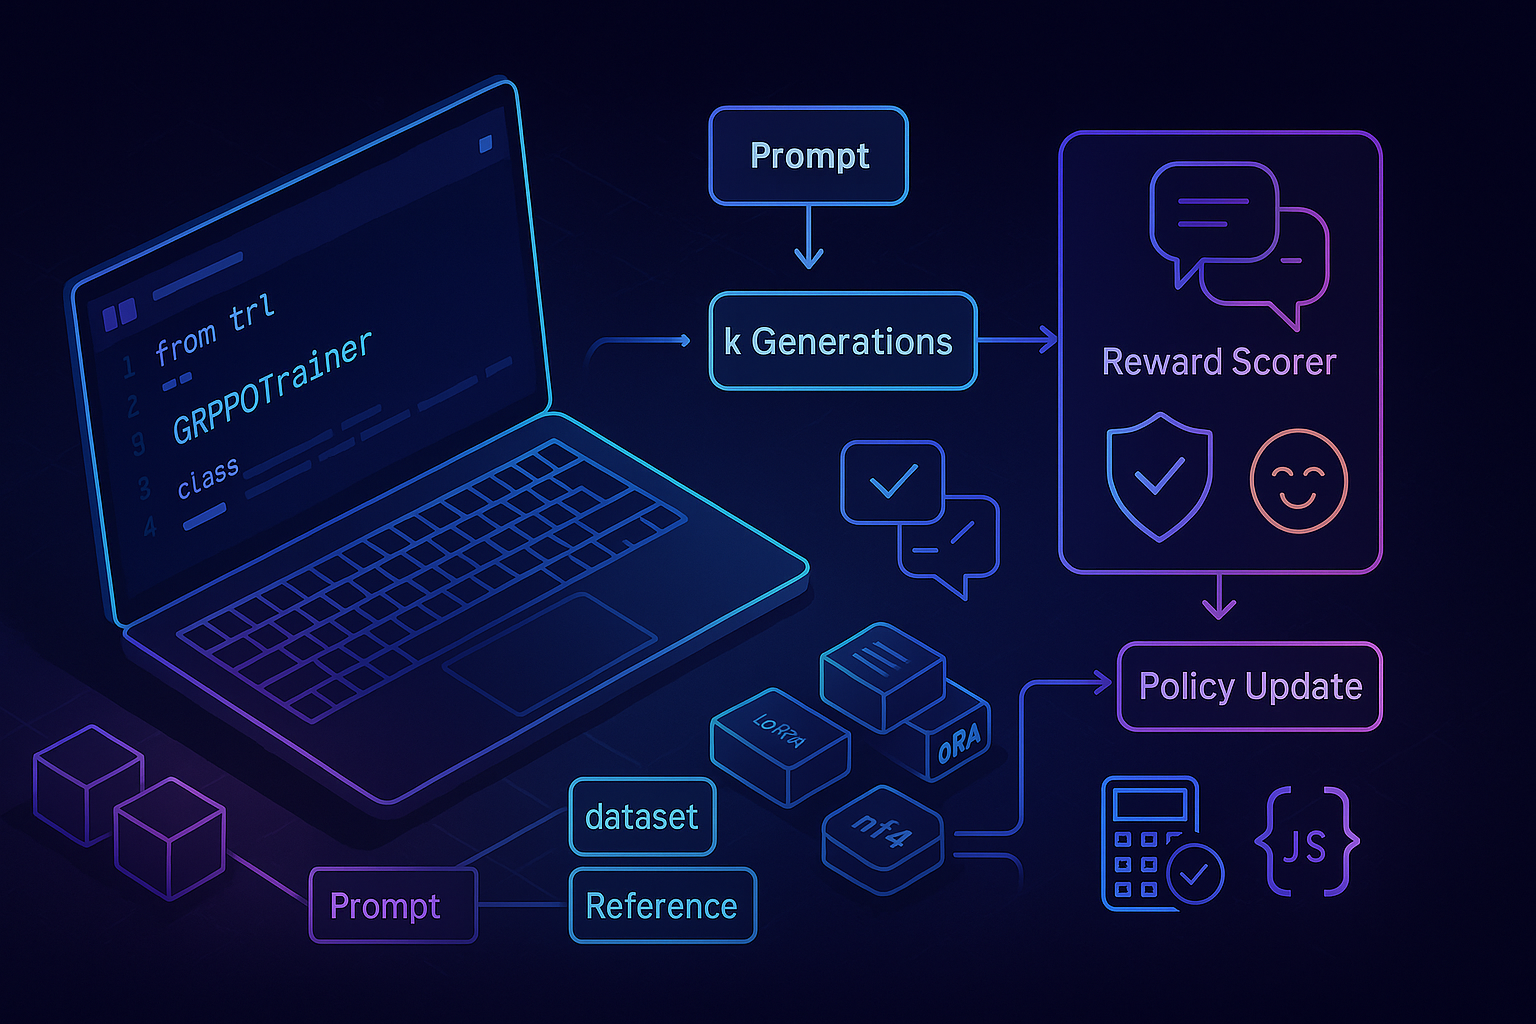 1 from trl
2 GRPPOTrainer
9
3 class
4
Prompt
k Generations
Reward Scorer
Policy Update
LORRA
ORA
nf4
dataset
Prompt
Reference
JS